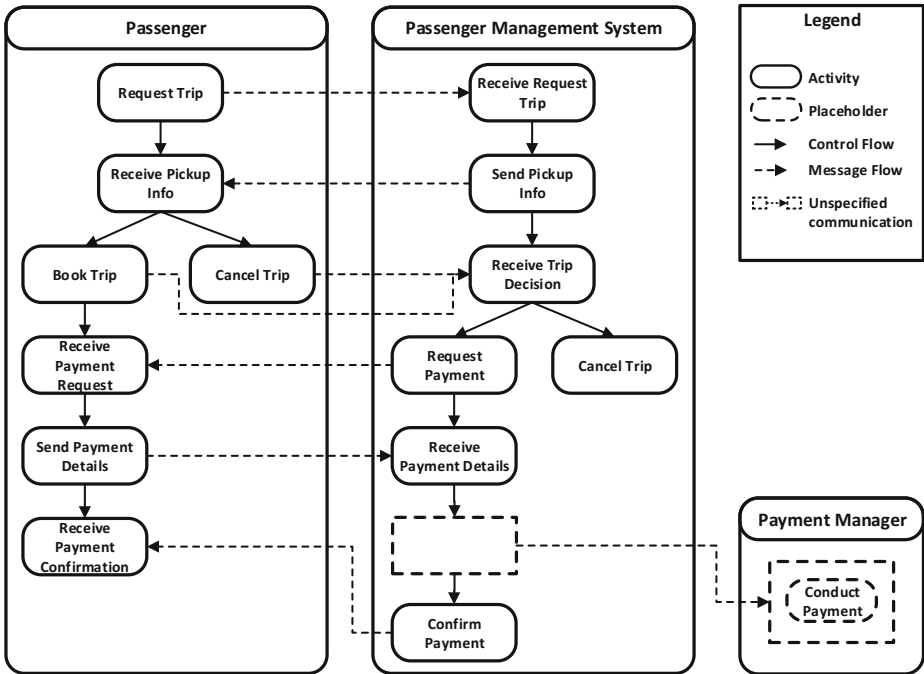 Passenger
Request Trip
Receive Pickup
Info
Book Trip
Cancel Trip
Receive
Payment
Request
Send Payment
Details
Receive
Payment
Confirmation
Passenger Management System
Receive Request
Trip
Send Pickup
Info
Receive Trip
Decision
Request
Payment
Cancel Trip
Receive
Payment Details
Confirm
Payment
Legend
Activity
Placeholder
Control Flow
Message Flow
Unspecified
communication
Payment Manager
Conduct
Payment